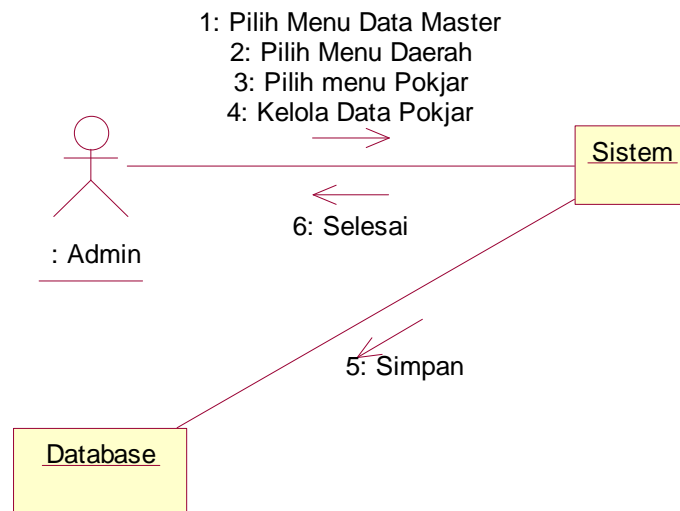 1: Pilih Menu Data Master
2: Pilih Menu Daerah
3: Pilih menu Pokjar
4: Kelola Data Pokjar
Sistem
: Admin
6: Selesai
5: Simpan
Database